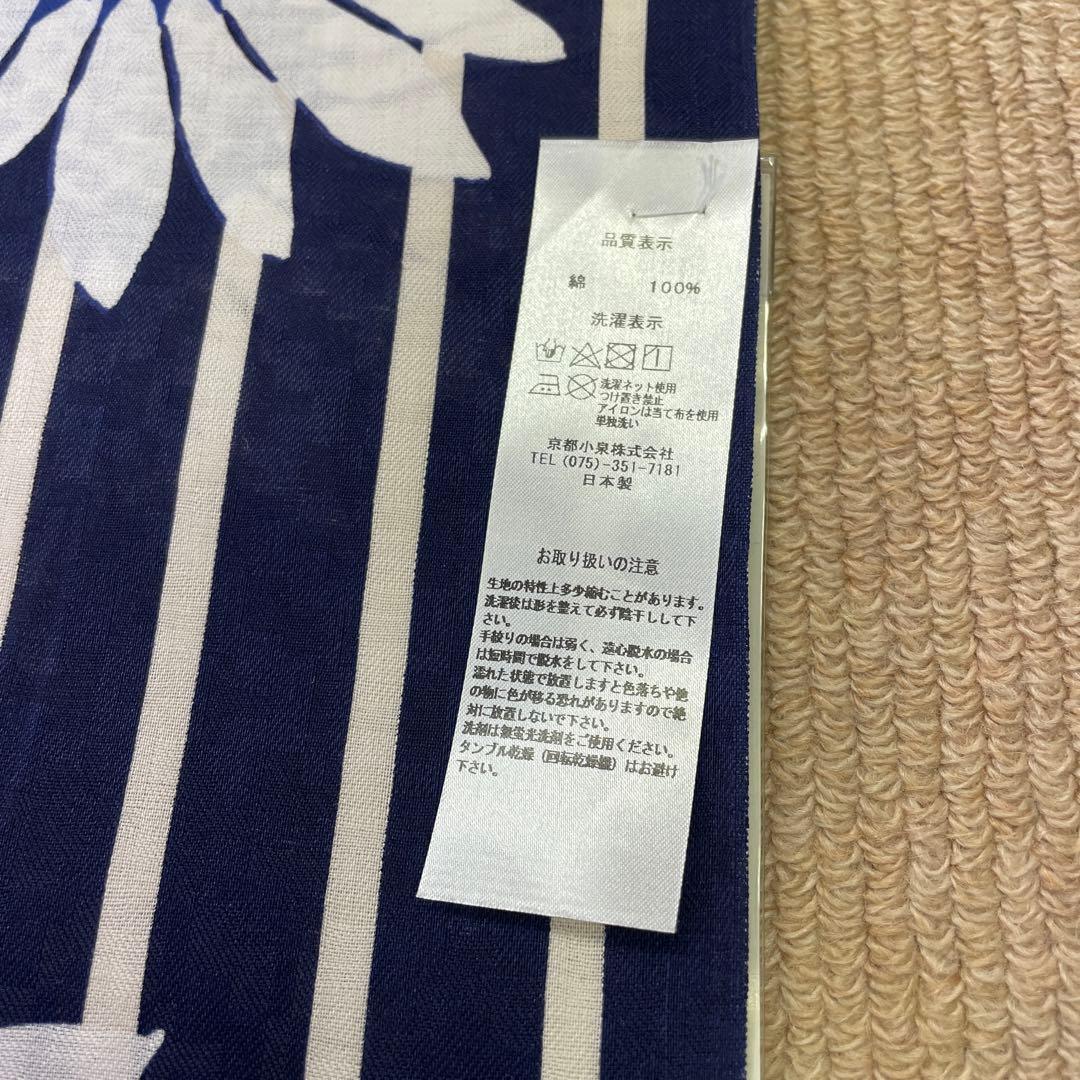 品質表示
綿 100%
洗濯表示
洗濯ネット使用
つけ置き禁止
アイロンは当て布を使用
単独洗い
京都小泉株式会社
TEL (075)-351-7181
日本製
お取り扱いの注意
生地の特性上多少縮むことがあります。
洗濯後は形を整えて必ず陰干しして下
さい。
手絞りの場合は弱く、遠心脱水の場合
は短時間で脱水をして下さい。
濡れた状態で放置しますと色落ちや他
の物に色が移る恐れがありますので絶
対に放置しないで下さい。
洗剤は無蛍光洗剤をご使用ください。
タンブル乾燥（回転乾燥機）はお避け
下さい。